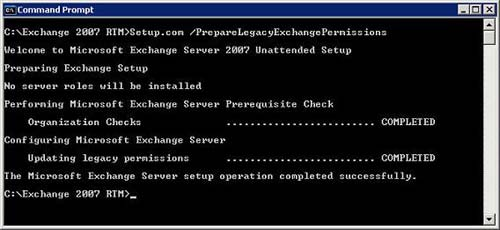 Command Prompt
C:\Exchange 2007 RTM>Setup.com /PrepareLegacyExchangePermissions
Welcome to Microsoft Exchange Server 2007 Unattended Setup
Preparing Exchange Setup
No server roles will be installed
Performing Microsoft Exchange Server Prerequisite Check
Organization Checks ......................... COMPLETED
Configuring Microsoft Exchange Server
Updating legacy permissions ......................... COMPLETED
The Microsoft Exchange Server setup operation completed successfully.
C:\Exchange 2007 RTM>_